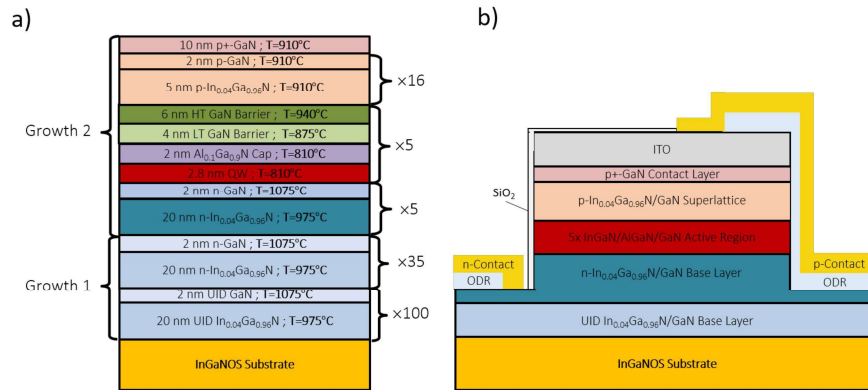 a)
10 nm p+-GaN ; T=910°C
2 nm p-GaN ; T=910°C
5 nm p-In0.04Ga0.96N ; T=910°C
×16
6 nm HT GaN Barrier ; T=940°C
4 nm LT GaN Barrier ; T=875°C
2 nm Al0.1Ga0.9N Cap ; T=810°C
2.8 nm QW ; T=810°C
×5
2 nm n-GaN ; T=1075°C
20 nm n-In0.04Ga0.96N ; T=975°C
×5
Growth 2
2 nm n-GaN ; T=1075°C
20 nm n-In0.04Ga0.96N ; T=975°C
×35
2 nm UID GaN ; T=1075°C
20 nm UID In0.04Ga0.96N ; T=975°C
×100
Growth 1
InGaNOS Substrate
b)
ITO
p+-GaN Contact Layer
SiO2
p-In0.04Ga0.96N/GaN Superlattice
5x InGaN/AlGaN/GaN Active Region
n-Contact
ODR
n-In0.04Ga0.96N/GaN Base Layer
p-Contact
ODR
UID In0.04Ga0.96N/GaN Base Layer
InGaNOS Substrate